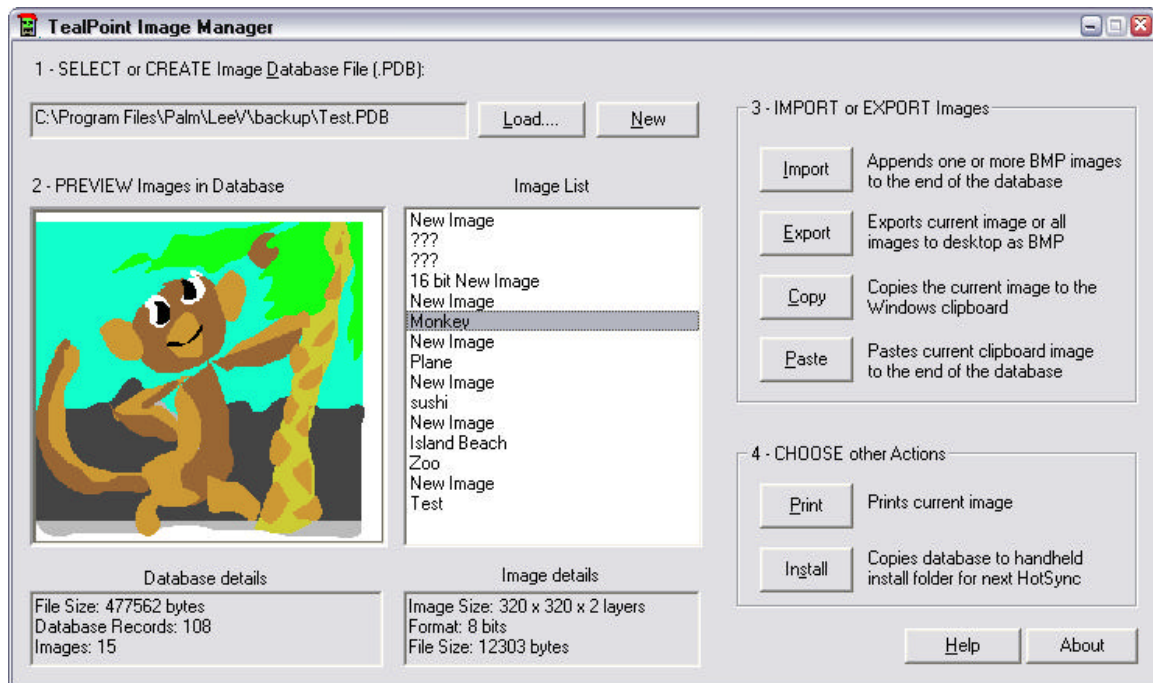 TealPoint Image Manager
1 - SELECT or CREATE Image Database File (.PDB):
C:\Program Files\Palm\LeeV\backup\Test.PDB
Load....
New
2 - PREVIEW Images in Database
Image List
New Image
???
???
16 bit New Image
New Image
Monkey
New Image
Plane
New Image
sushi
New Image
Island Beach
Zoo
New Image
Test
Database details
File Size: 477562 bytes
Database Records: 108
Images: 15
Image details
Image Size: 320 x 320 x 2 layers
Format: 8 bits
File Size: 12303 bytes
3 - IMPORT or EXPORT Images
Import
Appends one or more BMP images
to the end of the database
Export
Exports current image or all
images to desktop as BMP
Copy
Copies the current image to the
Windows clipboard
Paste
Pastes current clipboard image
to the end of the database
4 - CHOOSE other Actions
Print
Prints current image
Install
Copies database to handheld
install folder for next HotSync
Help
About